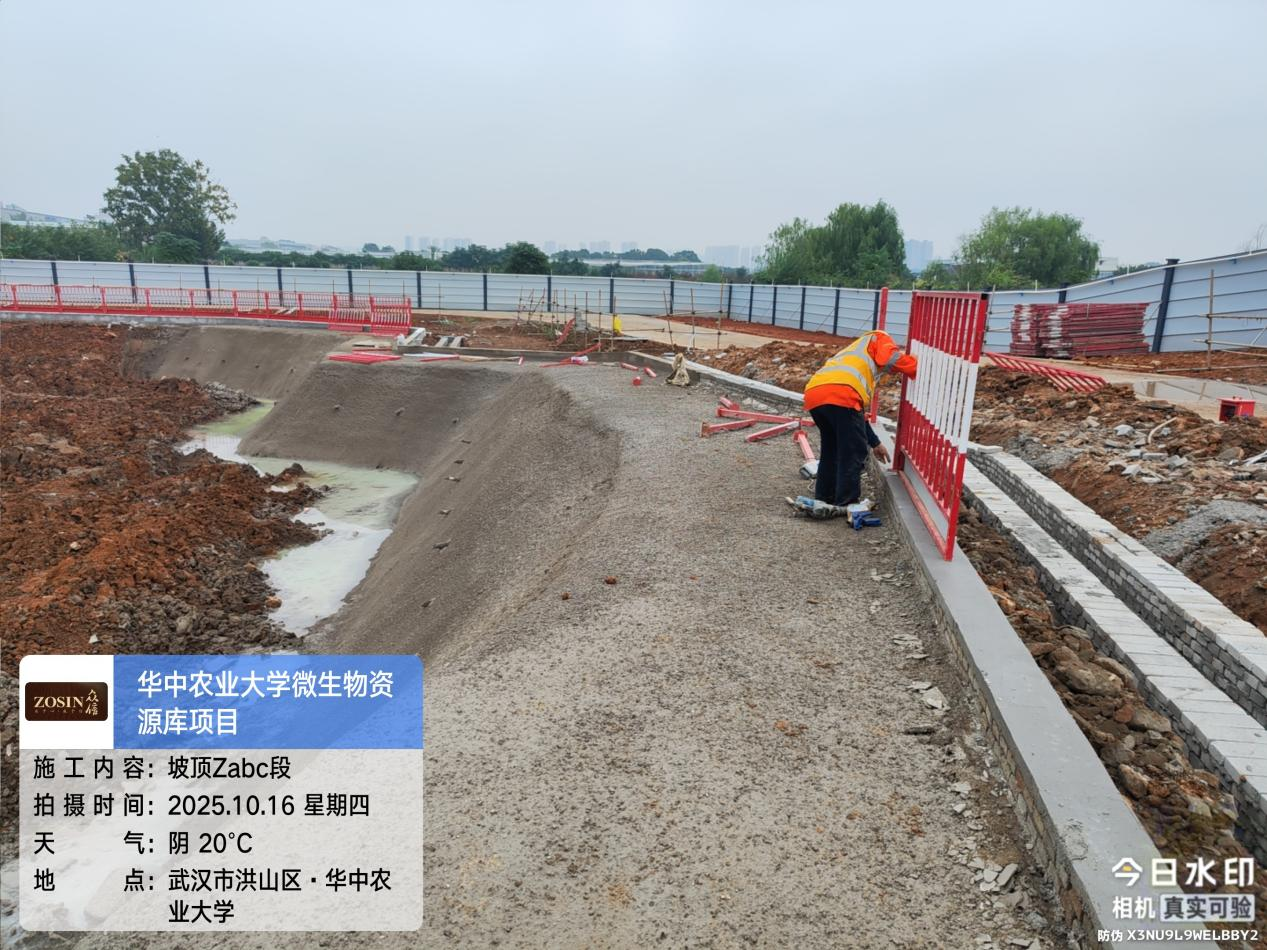 ZOSIN 众信
华中农业大学微生物资
源库项目
施工内容：坡顶Zabc段
拍摄时间：2025.10.16 星期四
天气：阴 20°C
地点：武汉市洪山区·华中农
业大学
今日水印
相机 真实可验
防伪 X3NU9L9WELBBY2